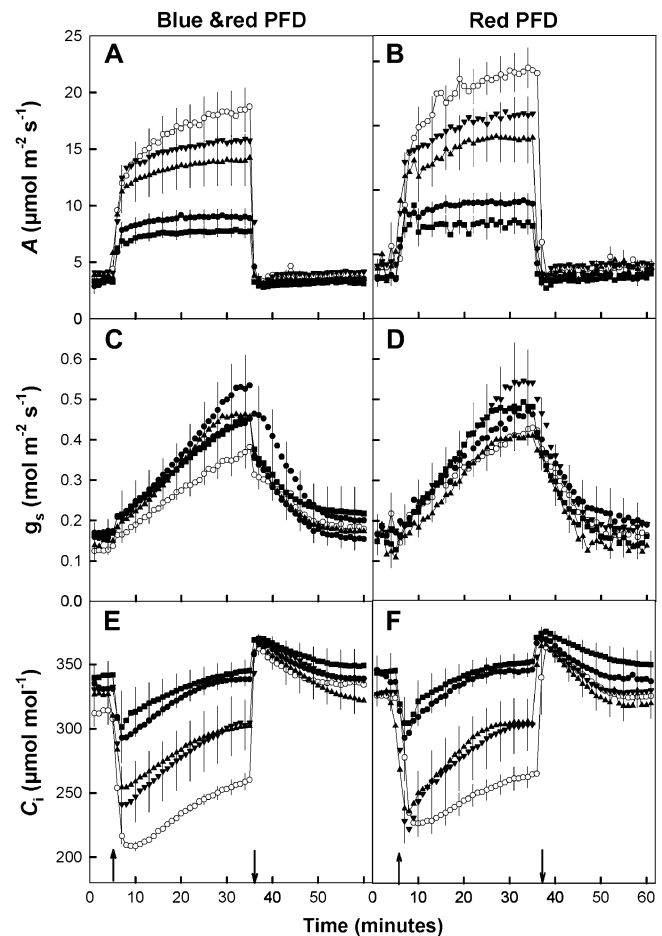 Blue &red PFD
Red PFD
A
B
25
20
15
10
5
0
A (µmol m⁻² s⁻¹)
C
D
0.6
0.5
0.4
0.3
0.2
0.1
0.0
gₛ (mol m⁻² s⁻¹)
E
F
350
300
250
200
Cᵢ (µmol mol⁻¹)
0 10 20 30 40 50 0 10 20 30 40 50 60
Time (minutes)